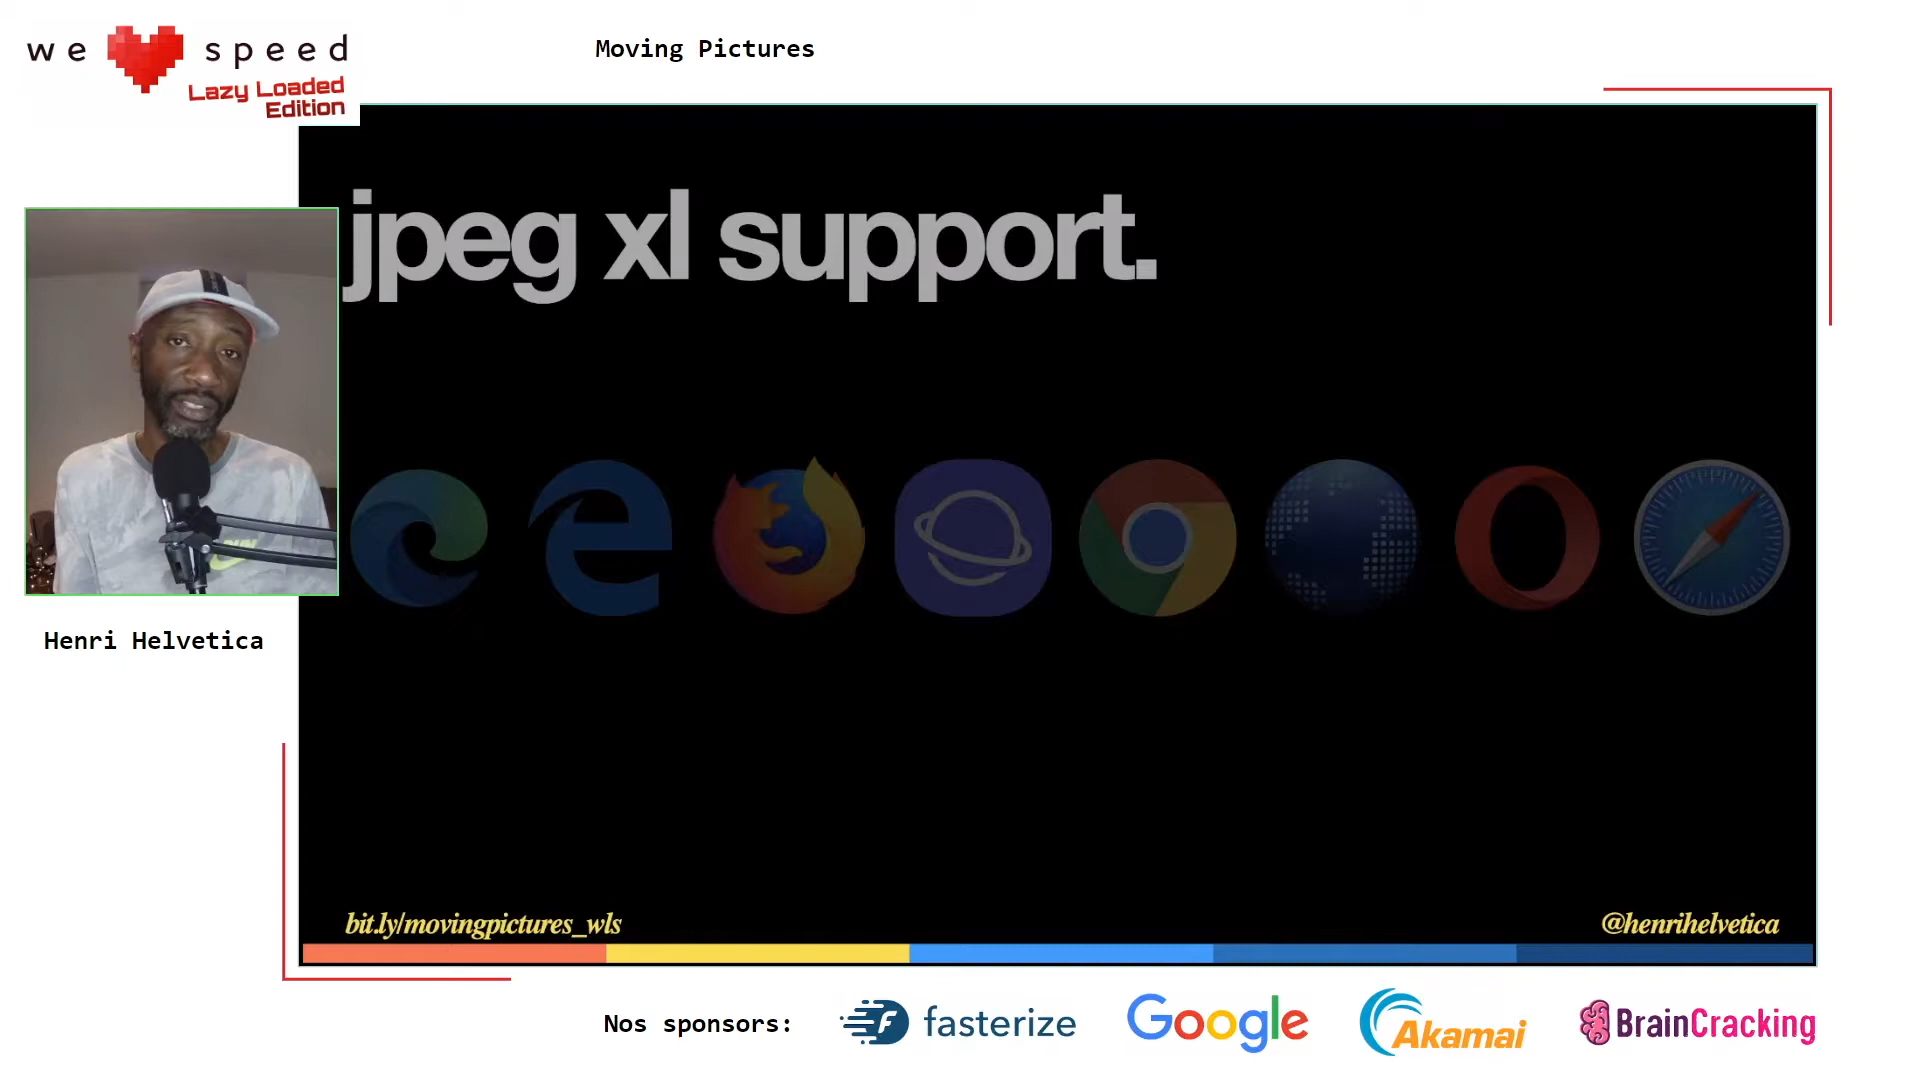 we speed
Lazy Loaded
Edition
Moving Pictures
jpeg xl support.
Henri Helvetica
bit.ly/movingpictures_wls
@henrihelvetica
Nos sponsors:
fasterize
Google
Akamai
BrainCracking